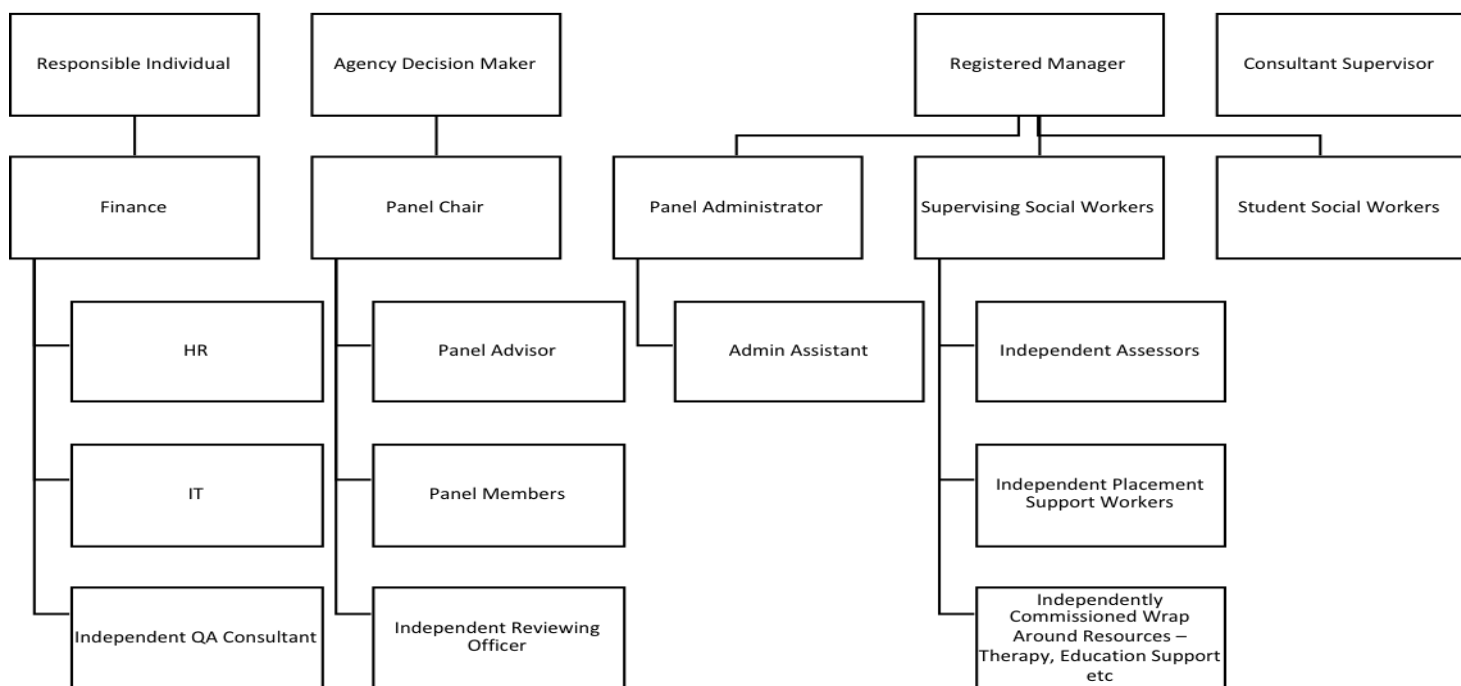 Responsible Individual
Agency Decision Maker
Registered Manager
Consultant Supervisor
Finance
Panel Chair
Panel Administrator
Supervising Social Workers
Student Social Workers
HR
Panel Advisor
Admin Assistant
Independent Assessors
IT
Panel Members
Independent Placement
Support Workers
Independent QA Consultant
Independent Reviewing
Officer
Independently
Commissioned Wrap
Around Resources –
Therapy, Education Support
etc